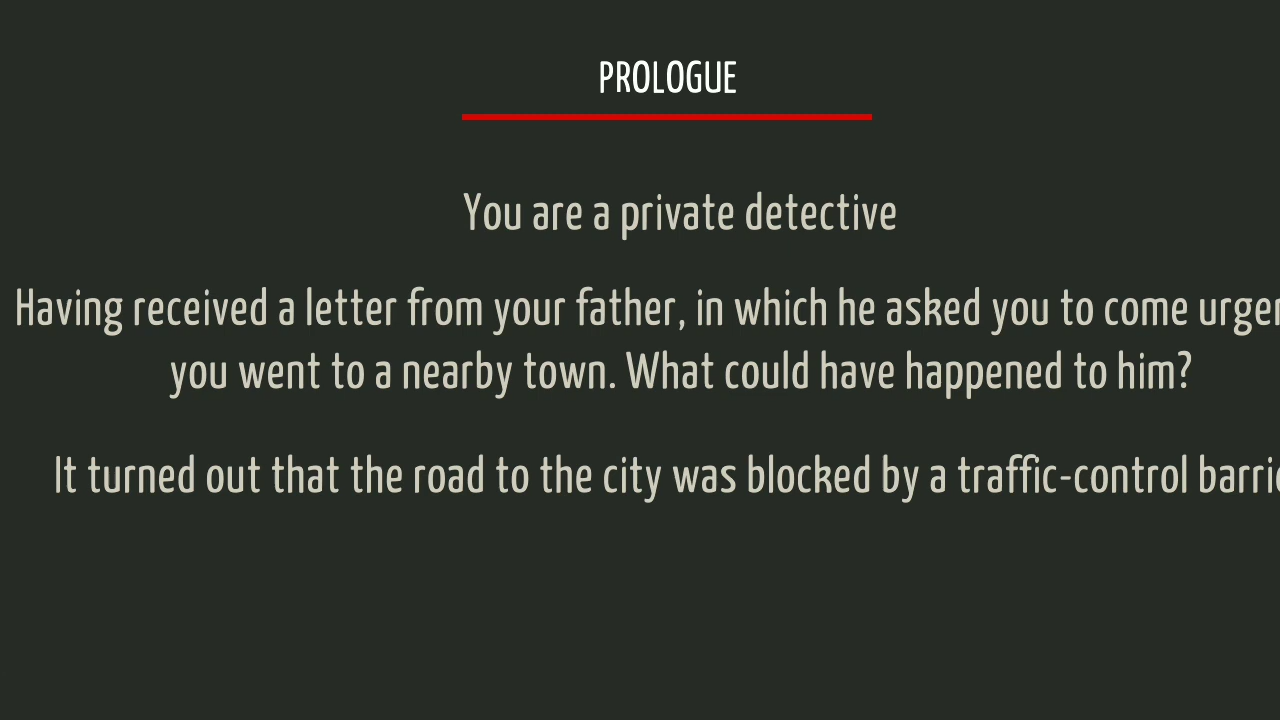 PROLOGUE
You are a private detective
Having received a letter from your father, in which he asked you to come
you went to a nearby town. What could have happened to him?
It turned out that the road to the city was blocked by a traffic-control